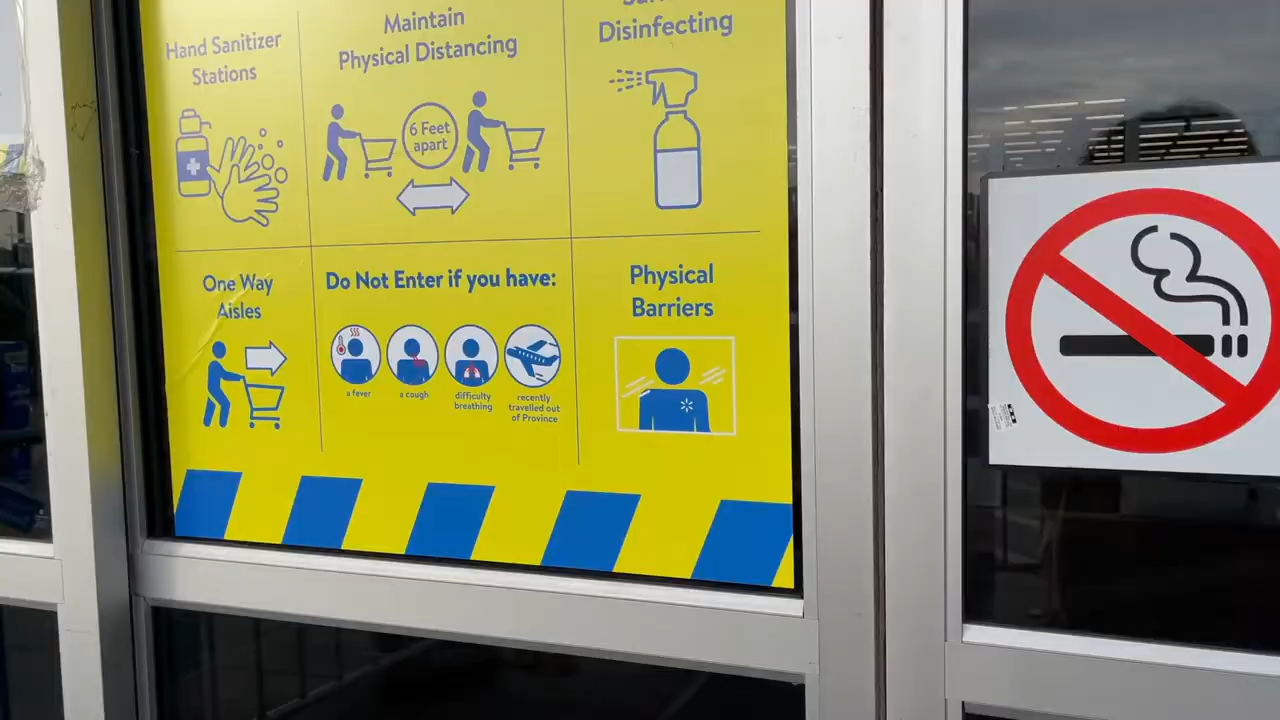 Hand Sanitizer
Stations
Maintain
Physical Distancing
6 Feet
apart
Disinfecting
One Way
Aisles
Do Not Enter if you have:
a fever
a cough
difficulty
breathing
recently
travelled out
of Province
Physical
Barriers